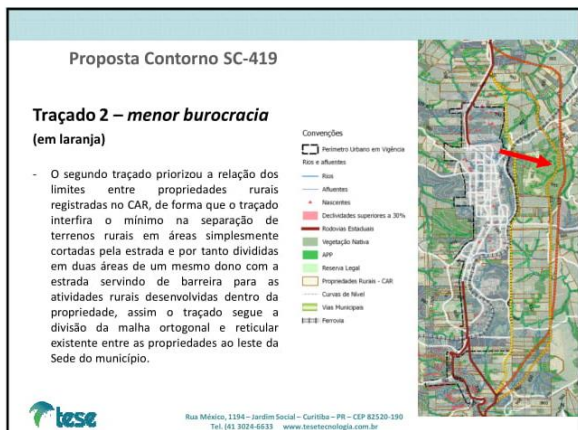 Proposta Contorno SC-419
Traçado 2 – menor burocracia
(em laranja)
- O segundo traçado priorizou a relação dos
limites entre propriedades rurais
registradas no CAR, de forma que o traçado
interfira o mínimo na separação de
terrenos rurais em áreas simplesmente
cortadas pela estrada e por tanto divididas
em duas áreas de um mesmo dono com a
estrada servindo de barreira para as
atividades rurais desenvolvidas dentro da
propriedade, assim o traçado segue a
divisão da malha ortogonal e reticular
existente entre as propriedades ao leste da
Sede do município.
Convenções
Perímetro Urbano em Vigência
Rios e afluentes
Rios
Afluentes
Nascentes
Declividades superiores a 30%
Rodovias Estaduais
Vegetação Nativa
APP
Reserva Legal
Propriedades Rurais - CAR
Curvas de Nível
Vias Municipais
Ferrovia
tese
Rua México, 1194 – Jardim Social – Curitiba – PR – CEP 82520-190
Tel. (41 3024-6633 www.tesetecnologia.com.br